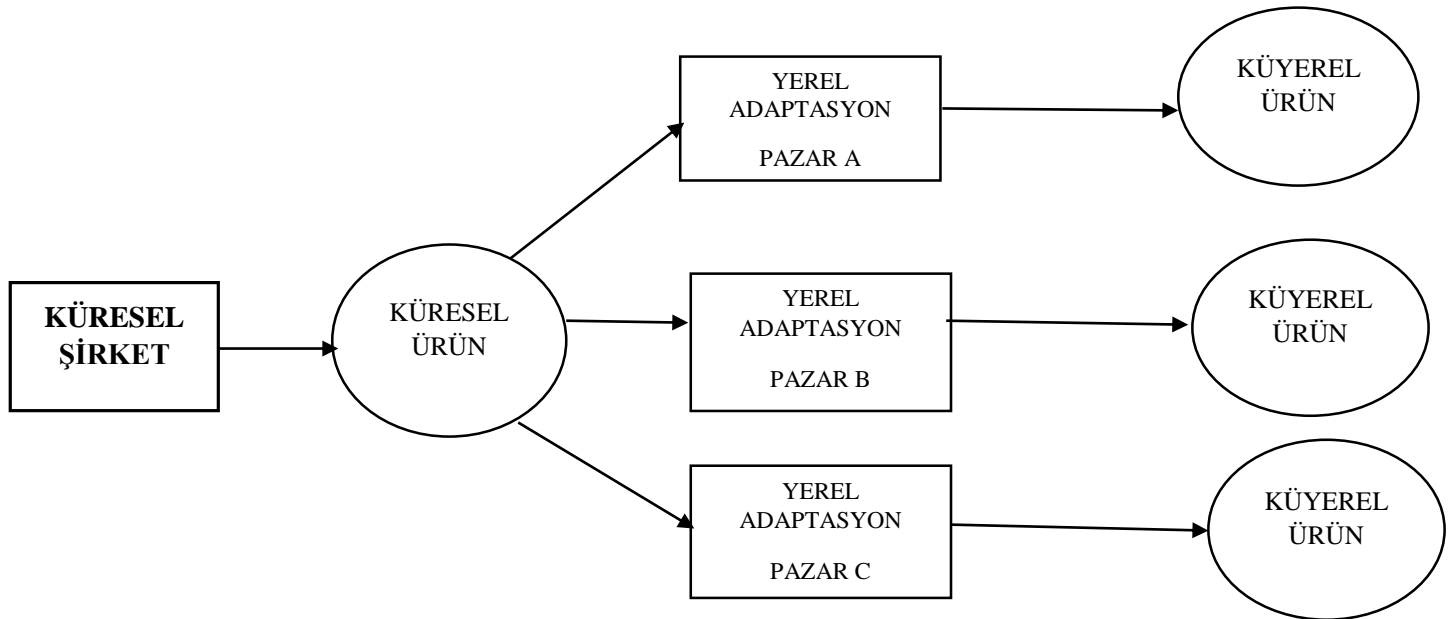 KÜRESEL
ŞİRKET
KÜRESEL
ÜRÜN
YEREL
ADAPTASYON
PAZAR A
KÜYEREL
ÜRÜN
YEREL
ADAPTASYON
PAZAR B
KÜYEREL
ÜRÜN
YEREL
ADAPTASYON
PAZAR C
KÜYEREL
ÜRÜN